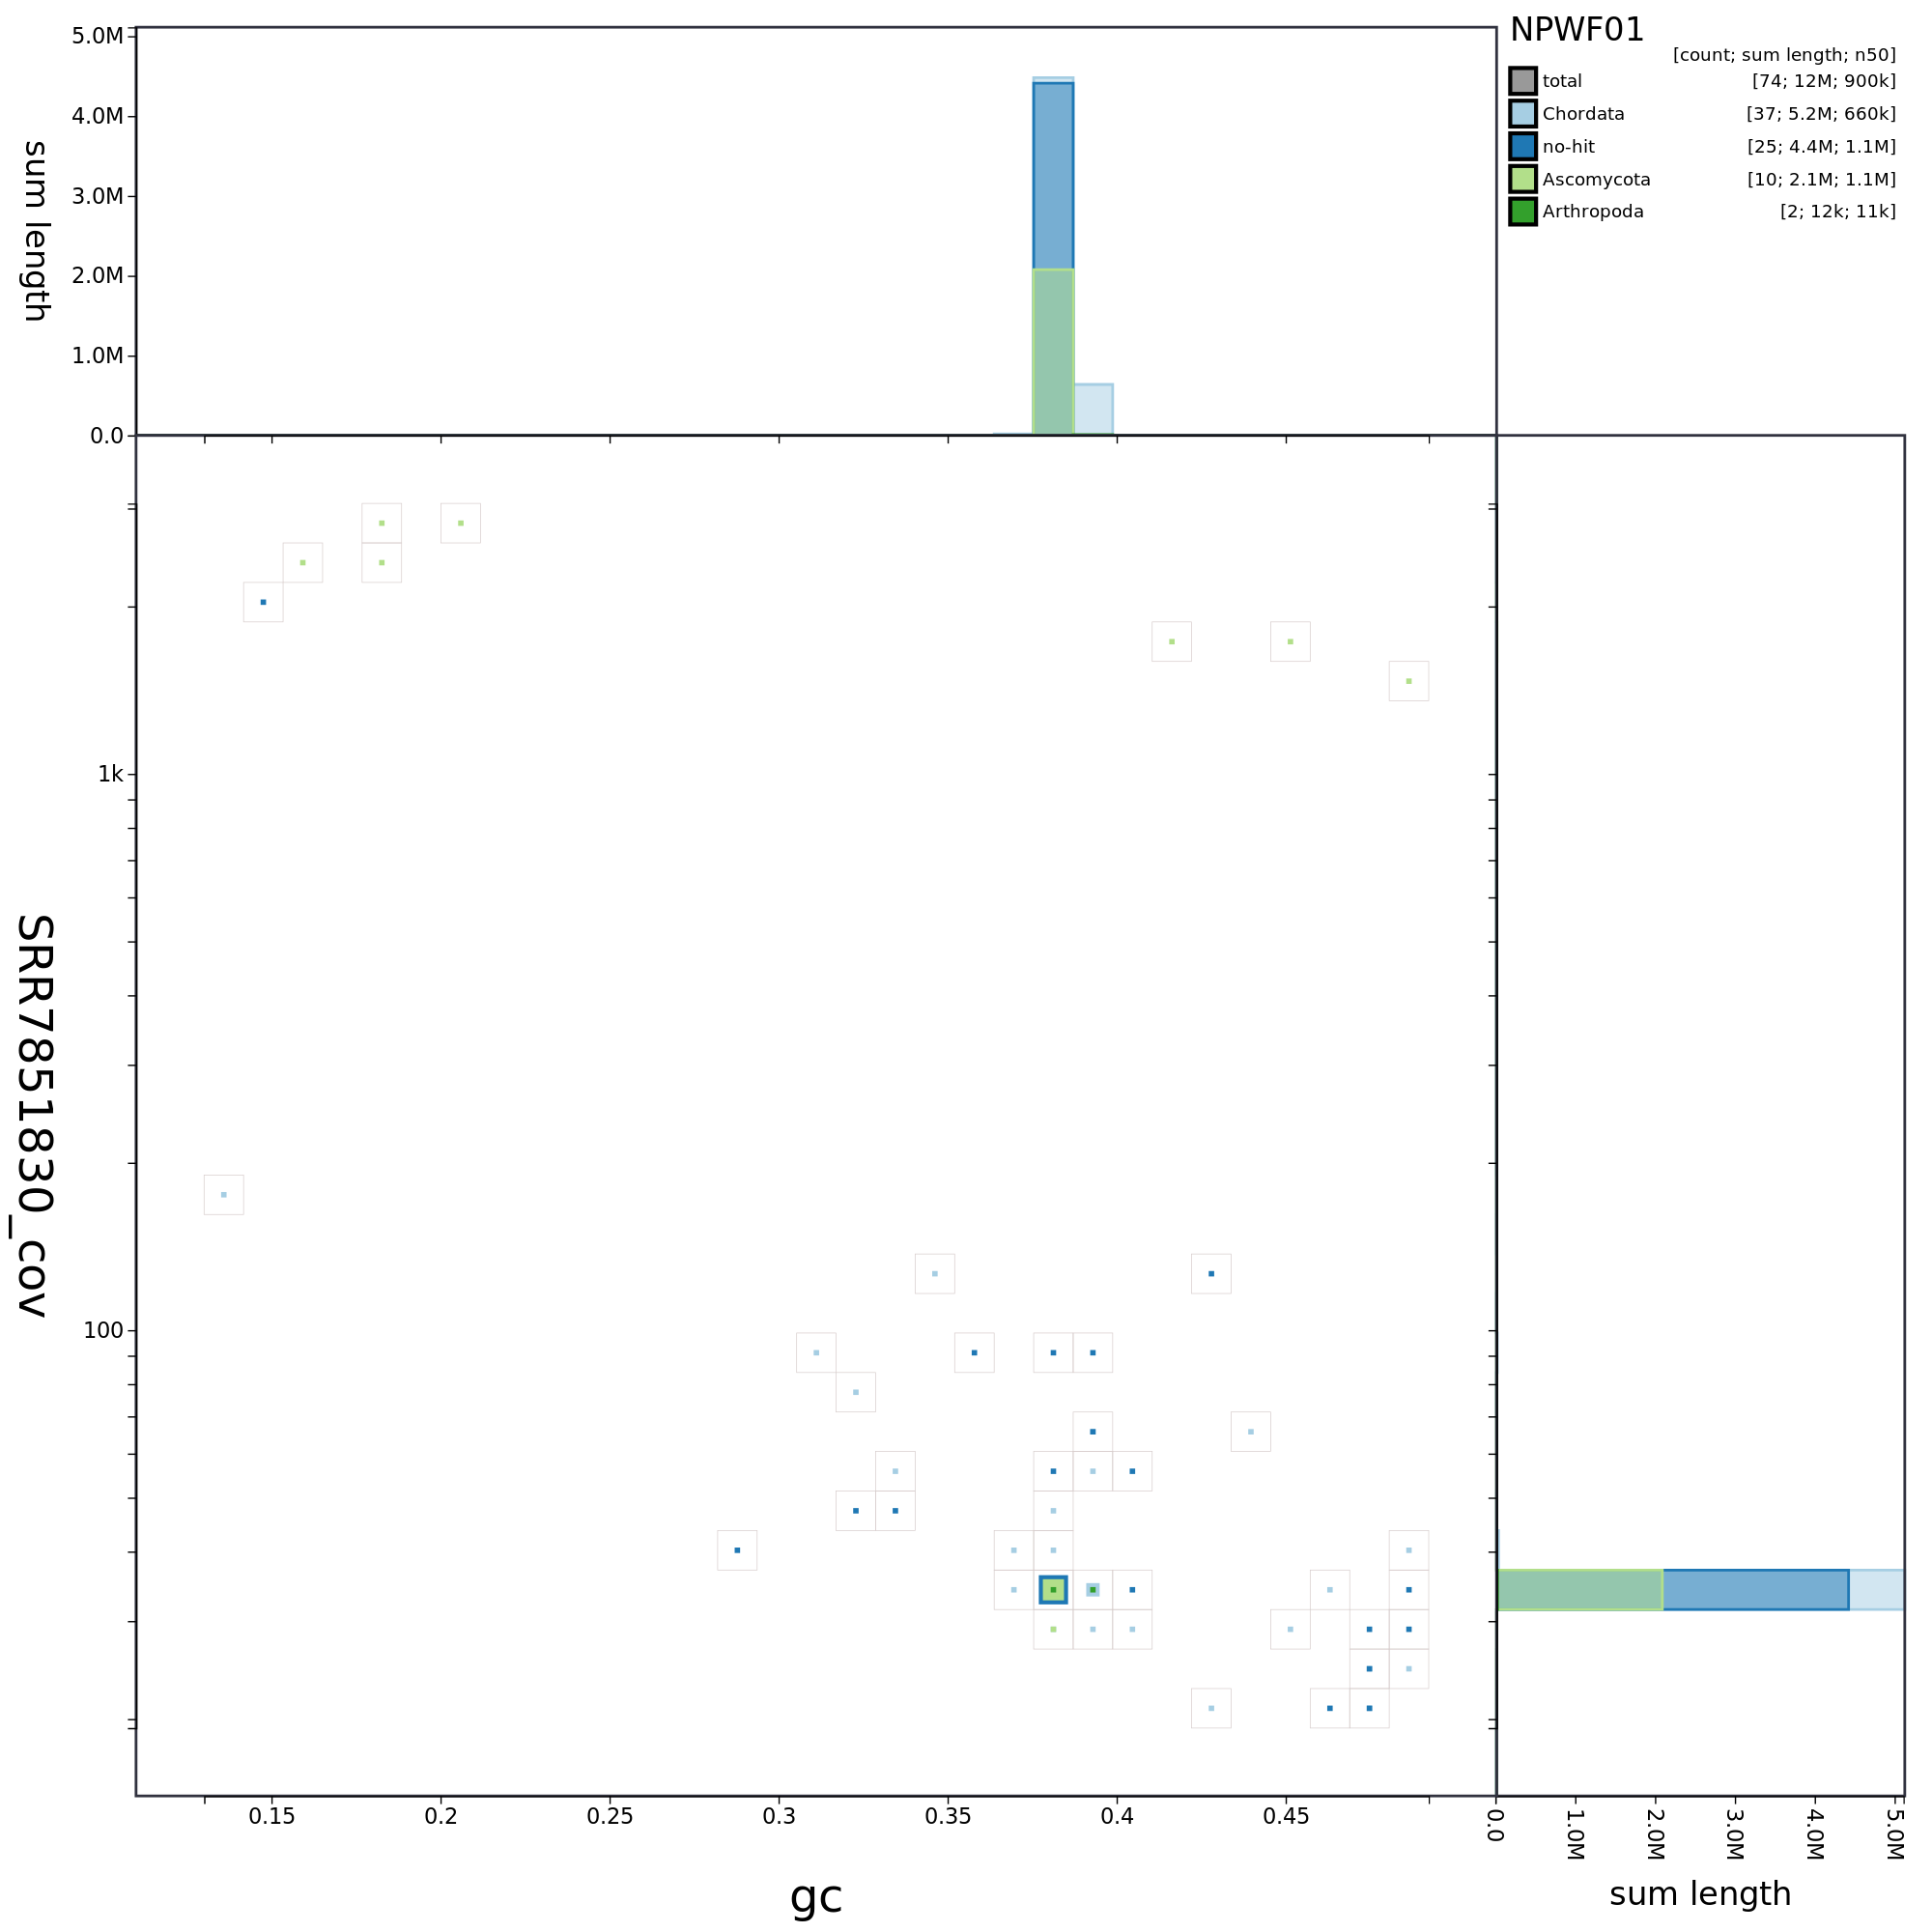 NPWF01
[count; sum length; n50]
total [74; 12M; 900k]
Chordata [37; 5.2M; 660k]
no-hit [25; 4.4M; 1.1M]
Ascomycota [10; 2.1M; 1.1M]
Arthropoda [2; 12k; 11k]
sum length
5.0M
4.0M
3.0M
2.0M
1.0M
0.0
SRR7851830_cov
1k
100
0.15 0.2 0.25 0.3 0.35 0.4 0.45
gc
0.0 1.0M 2.0M 3.0M 4.0M 5.0M
sum length